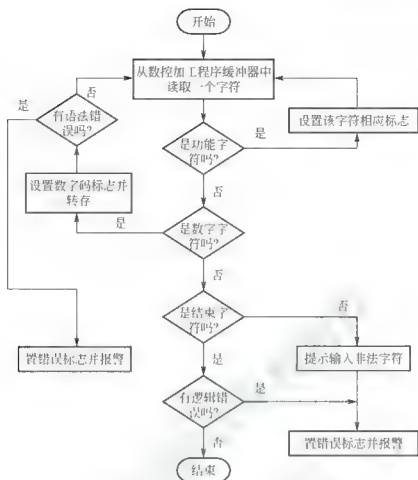 开始
从数控加工程序缓冲器中
读取一个字符
否
是
有语法错
误吗?
是功能字
符吗?
是
设置该字符相应标志
否
设置数字码标志并
转存
是
是数字字
符吗?
否
是结束字
符吗?
否
置错误标志并报警
是
提示输入非法字符
有逻辑错
误吗?
是
置错误标志并报警
否
结束